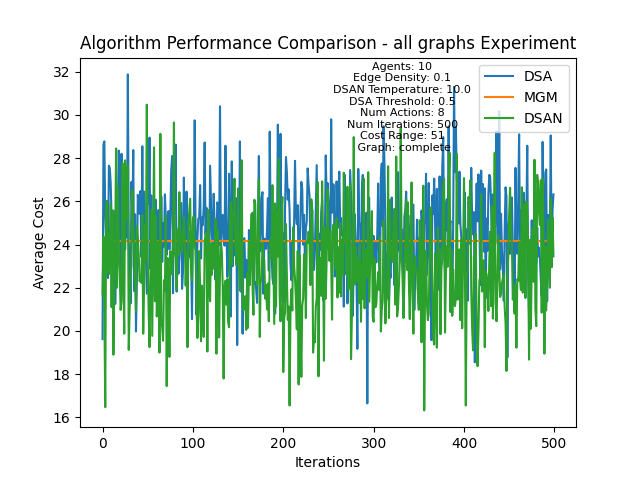 Algorithm Performance Comparison - all graphs Experiment
Agents: 10
Edge Density: 0.1
DSAN Temperature: 10.0
DSA Threshold: 0.5
Num Actions: 8
Num Iterations: 500
Cost Range: 51
Graph: complete
DSA
MGM
DSAN
Average Cost
32
30
28
26
24
22
20
18
16
0
100
200
300
400
500
Iterations